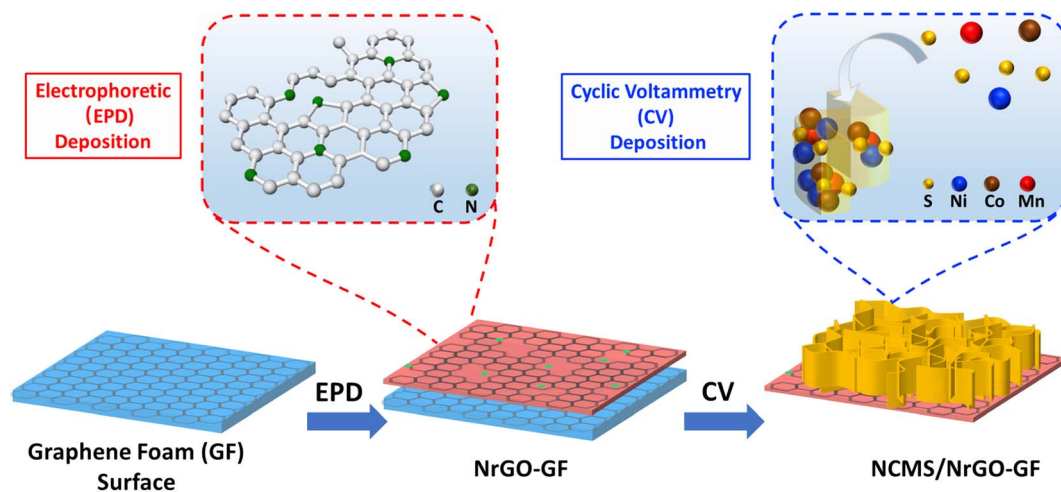 Electrophoretic
(EPD)
Deposition
C N
Cyclic Voltammetry
(CV)
Deposition
S Ni Co Mn
EPD
CV
Graphene Foam (GF)
Surface
NrGO-GF
NCMS/NrGO-GF